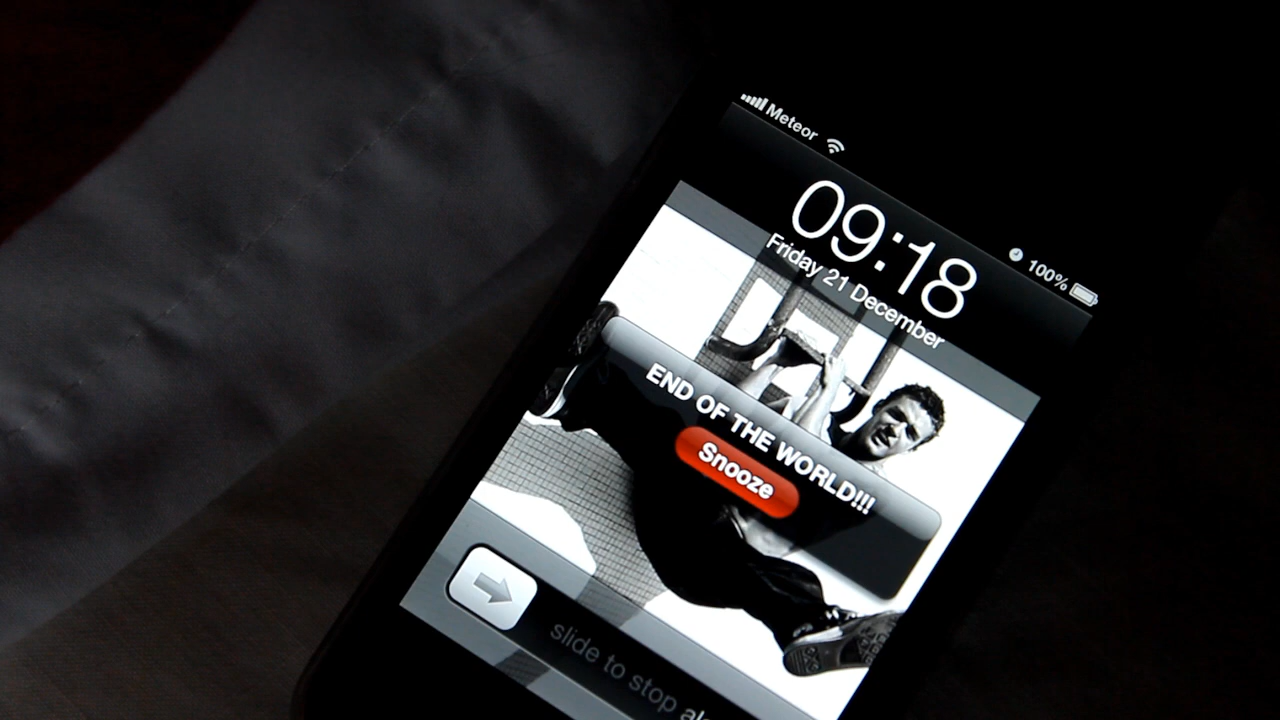 Meteor
100%
09:18
Friday 21 December
END OF THE WORLD!!!
Snooze
slide to stop